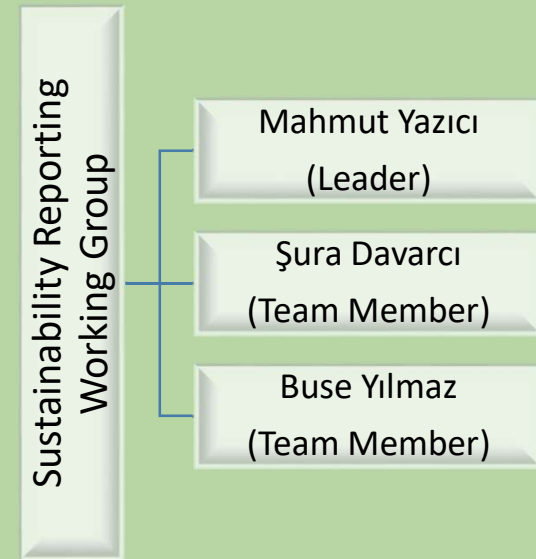 Sustainability Reporting
Working Group
Mahmut Yazıcı
(Leader)
Şura Davarcı
(Team Member)
Buse Yılmaz
(Team Member)